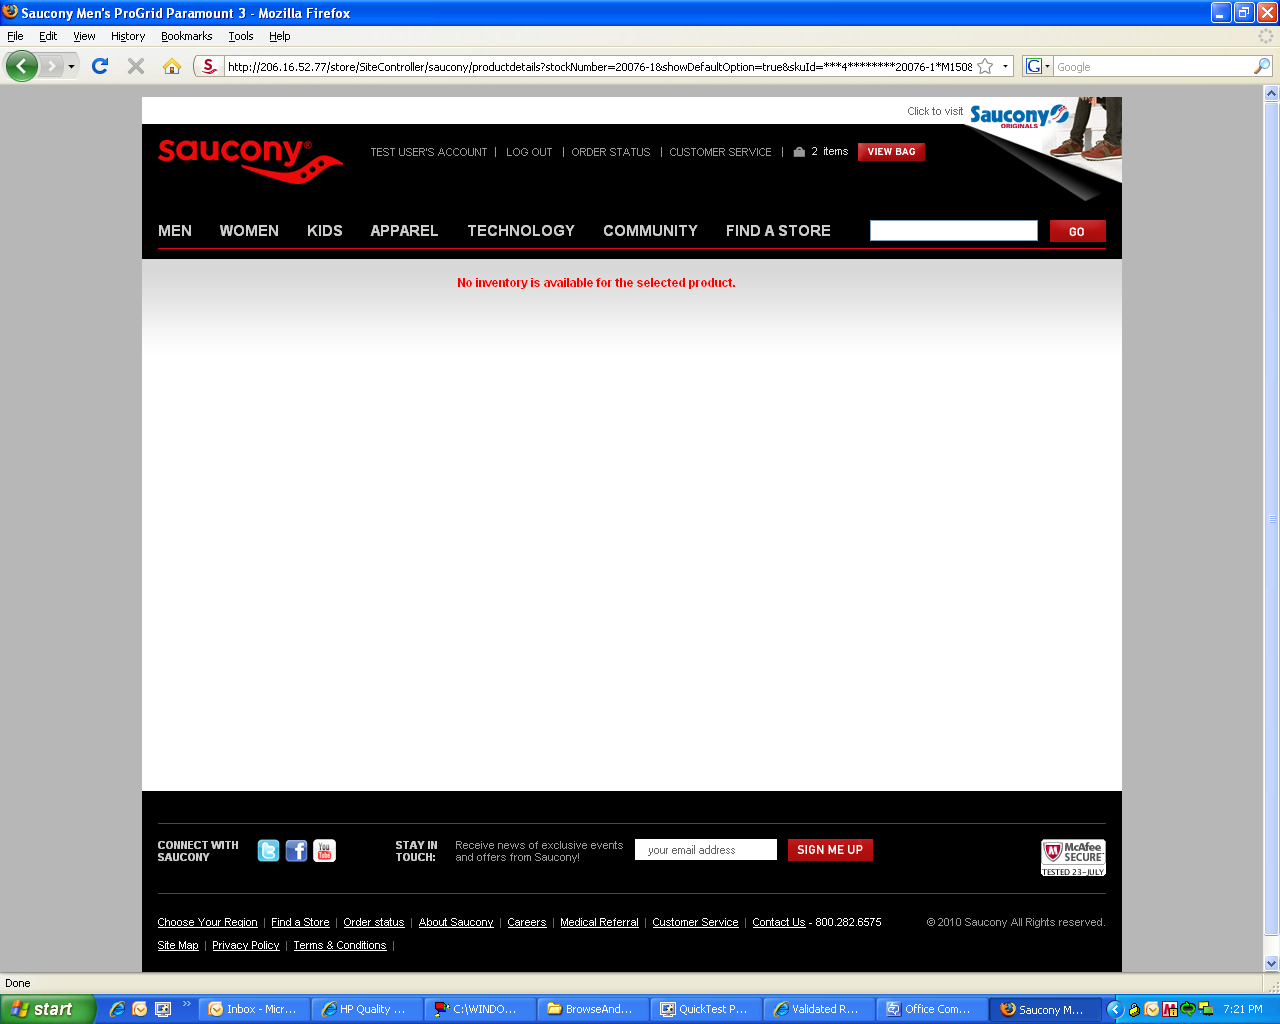 Saucony Men's ProGrid Paramount 3 - Mozilla Firefox
File Edit View History Bookmarks Tools Help
http://206.16.52.77/store/SiteController/saucony/productdetails?stockNumber=20076-1&showDefaultOption=true&skuId=***4********20076-1*M1508
Google
Click to visit Saucony ORIGINALS
saucony®
TEST USER'S ACCOUNT | LOG OUT | ORDER STATUS | CUSTOMER SERVICE | 2 items VIEW BAG
MEN WOMEN KIDS APPAREL TECHNOLOGY COMMUNITY FIND A STORE GO
No inventory is available for the selected product.
CONNECT WITH
SAUCONY
You
Tube
STAY IN
TOUCH:
Receive news of exclusive events
and offers from Saucony!
your email address
SIGN ME UP
McAfee
SECURE
TESTED 23-JULY
Choose Your Region | Find a Store | Order status | About Saucony | Careers | Medical Referral | Customer Service | Contact Us - 800.282.6575
© 2010 Saucony All Rights reserved.
Site Map | Privacy Policy | Terms & Conditions |
Done
start
Inbox - Micr...
HP Quality ...
C:\WINDO...
BrowseAnd...
QuickTest P...
Validated R...
Office Com...
Saucony M...
7:21 PM